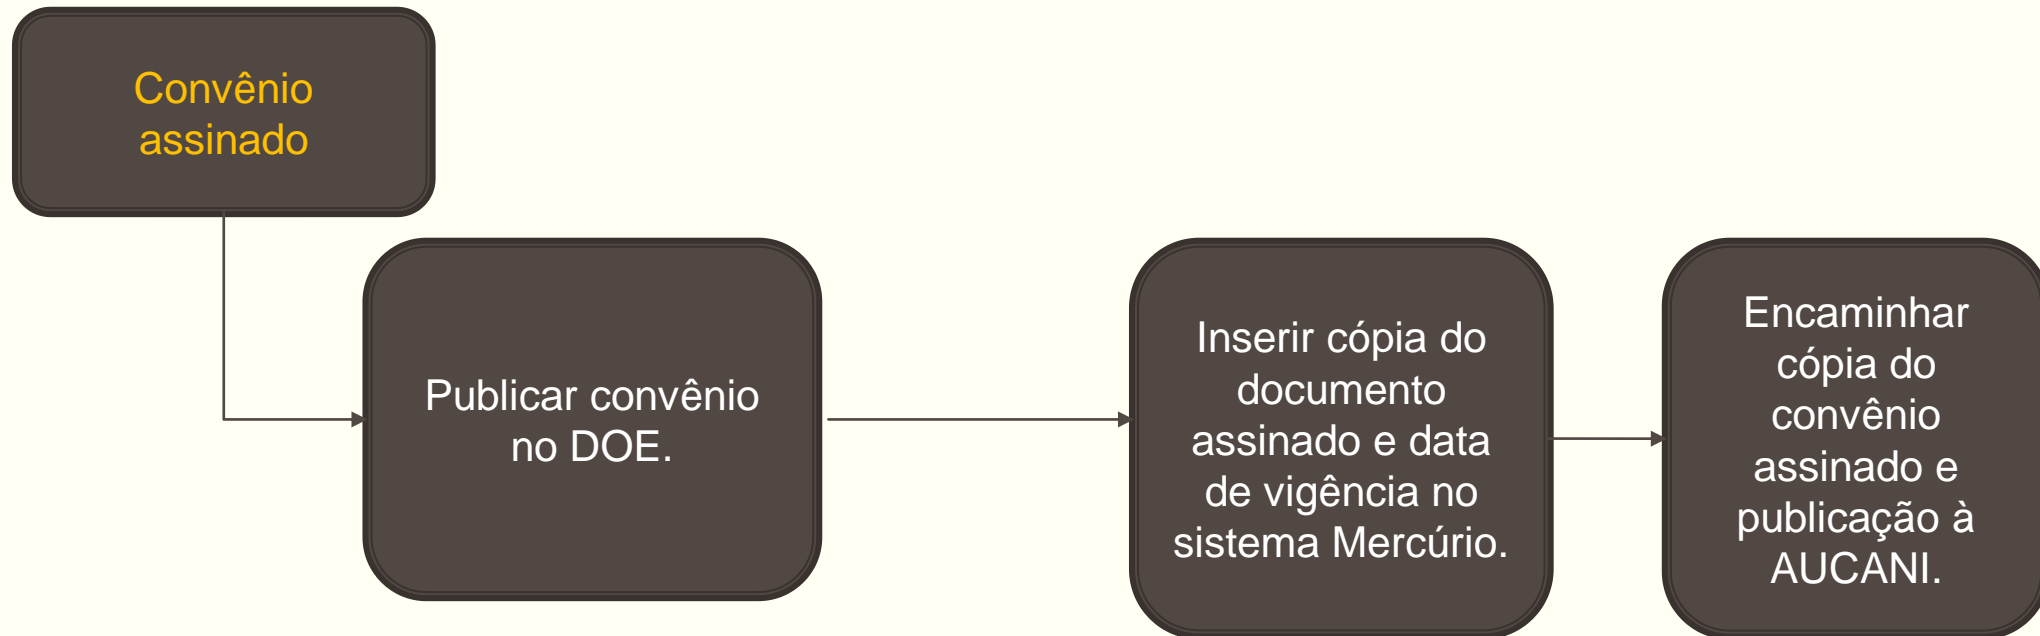 Convênio
assinado
Publicar convênio
no DOE.
Inserir cópia do
documento
assinado e data
de vigência no
sistema Mercúrio.
Encaminhar
cópia do
convênio
assinado e
publicação à
AUCANI.